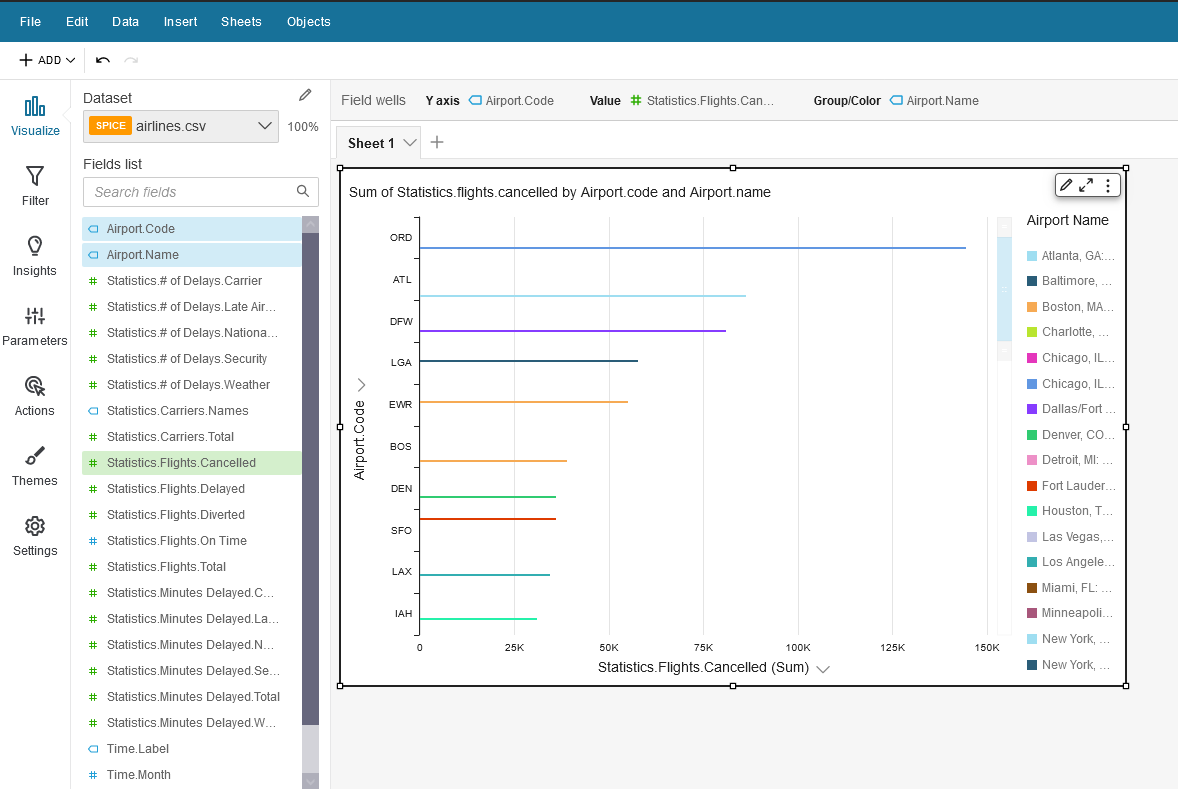 File Edit Data Insert Sheets Objects
ADD
Visualize
Filter
Insights
Parameters
Actions
Themes
Settings
Dataset
SPICE airlines.csv 100%
Fields list
Search fields
Airport.Code
Airport.Name
Statistics.# of Delays.Carrier
Statistics.# of Delays.Late Air...
Statistics.# of Delays.Nationa...
Statistics.# of Delays.Security
Statistics.# of Delays.Weather
Statistics.Carriers.Names
Statistics.Carriers.Total
Statistics.Flights.Cancelled
Statistics.Flights.Delayed
Statistics.Flights.Diverted
Statistics.Flights.On Time
Statistics.Flights.Total
Statistics.Minutes Delayed.C...
Statistics.Minutes Delayed.La...
Statistics.Minutes Delayed.N...
Statistics.Minutes Delayed.Se...
Statistics.Minutes Delayed.Total
Statistics.Minutes Delayed.W...
Time.Label
Time.Month
Field wells Y axis Airport.Code Value Statistics.Flights.Can... Group/Color Airport.Name
Sheet 1
Sum of Statistics.flights.cancelled by Airport.code and Airport.name
Airport.Code
ORD
ATL
DFW
LGA
EWR
BOS
DEN
SFO
LAX
IAH
0 25K 50K 75K 100K 125K 150K
Statistics.Flights.Cancelled (Sum)
Airport Name
Atlanta, GA:...
Baltimore, ...
Boston, MA...
Charlotte, ...
Chicago, IL...
Chicago, IL...
Dallas/Fort ...
Denver, CO...
Detroit, MI: ...
Fort Lauder...
Houston, T...
Las Vegas,...
Los Angele...
Miami, FL: ...
Minneapoli...
New York, ...
New York, ...